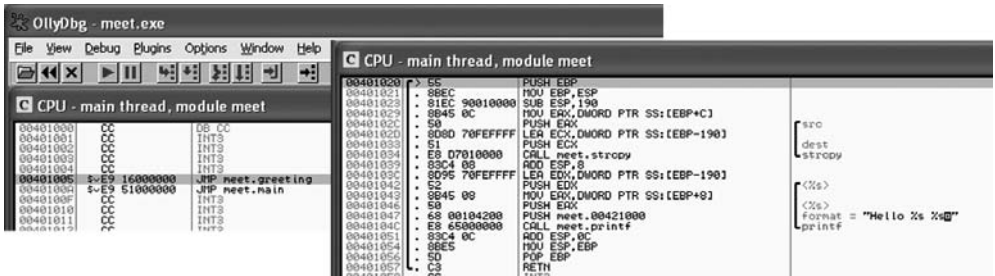 OllyDbg - meet.exe
File View Debug Plugins Options Window Help
C CPU - main thread, module meet
00401000 CC DB CC
00401001 CC INT3
00401002 CC INT3
00401003 CC INT3
00401004 CC INT3
00401005 $∨E9 16000000 JMP meet.greeting
0040100A $∨E9 51000000 JMP meet.main
0040100F CC INT3
00401010 CC INT3
00401011 CC INT3
00401012 CC INT3
C CPU - main thread, module meet
00401020 > 55 PUSH EBP
00401021 . 8BEC MOV EBP,ESP
00401023 . 81EC 90010000 SUB ESP,190
00401029 . 8B45 0C MOV EAX,DWORD PTR SS:[EBP+C]
0040102C . 50 PUSH EAX src
0040102D . 8D8D 70FEFFFF LEA ECX,DWORD PTR SS:[EBP-190]
00401033 . 51 PUSH ECX dest
00401034 . E8 D7010000 CALL meet.stropy stropy
00401039 . 83C4 08 ADD ESP,8
0040103C . 8D95 70FEFFFF LEA EDX,DWORD PTR SS:[EBP-190]
00401042 . 52 PUSH EDX <%s>
00401043 . 8B45 08 MOV EAX,DWORD PTR SS:[EBP+8]
00401046 . 50 PUSH EAX <%s>
00401047 . 68 00104200 PUSH meet.00421000 format = "Hello %s %s"
0040104C . E8 65000000 CALL meet.printf printf
00401051 . 83C4 0C ADD ESP,0C
00401054 . 8BE5 MOV ESP,EBP
00401056 . 5D POP EBP
00401057 . C3 RETN